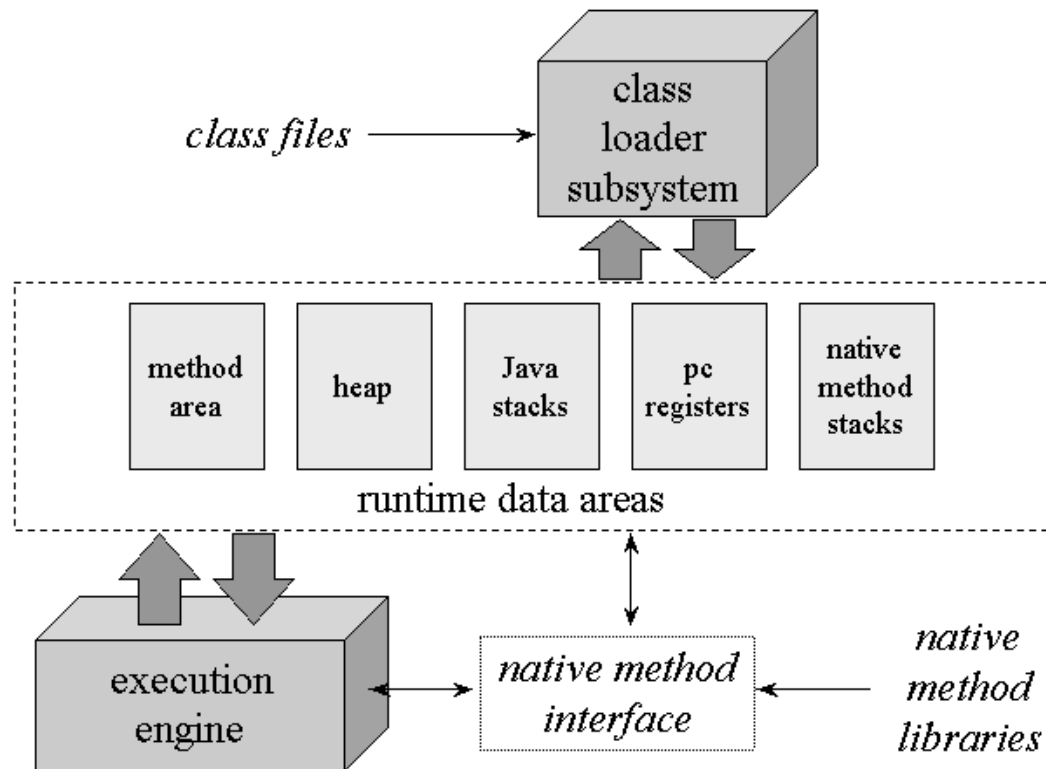 class
loader
subsystem
class files
method
area
heap
Java
stacks
pc
registers
native
method
stacks
runtime data areas
execution
engine
native method
interface
native
method
libraries